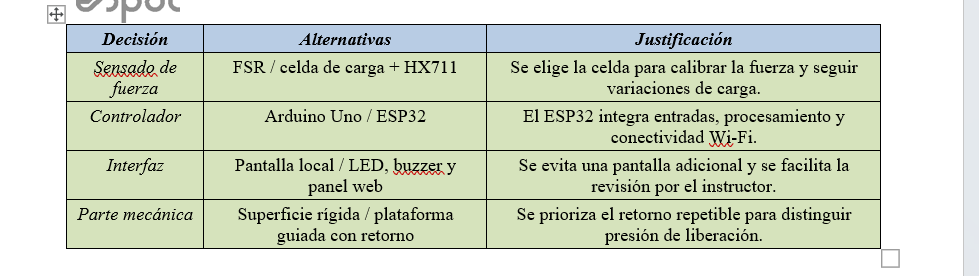 espol
Decisión
Alternativas
Justificación
Sensado de
fuerza
FSR / celda de carga + HX711
Se elige la celda para calibrar la fuerza y seguir
variaciones de carga.
Controlador
Arduino Uno / ESP32
El ESP32 integra entradas, procesamiento y
conectividad Wi-Fi.
Interfaz
Pantalla local / LED, buzzer y
panel web
Se evita una pantalla adicional y se facilita la
revisión por el instructor.
Parte mecánica
Superficie rígida / plataforma
guiada con retorno
Se prioriza el retorno repetible para distinguir
presión de liberación.